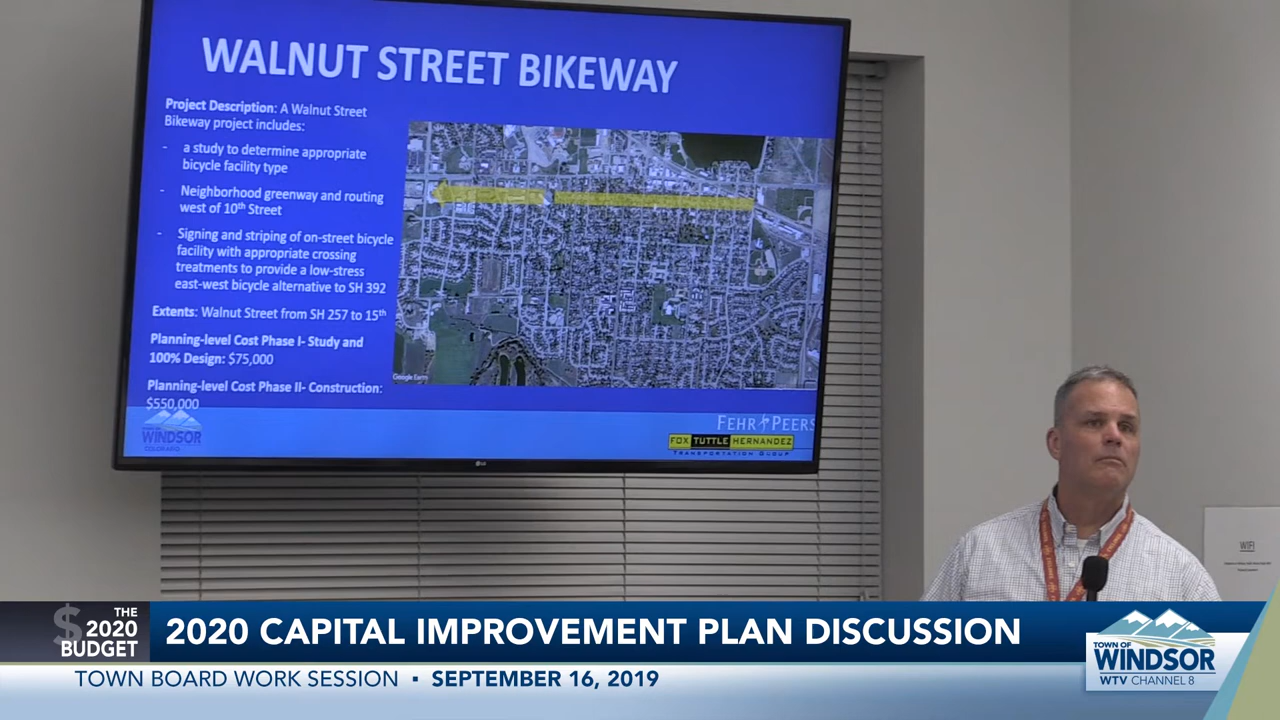 WALNUT STREET BIKEWAY
Project Description: A Walnut Street
Bikeway project includes:
- a study to determine appropriate
bicycle facility type
- Neighborhood greenway and routing
west of 10th Street
- Signing and striping of on-street bicycle
facility with appropriate crossing
treatments to provide a low-stress
east-west bicycle alternative to SH 392
Extents: Walnut Street from SH 257 to 15th
Planning-level Cost Phase I- Study and
100% Design: $75,000
Planning-level Cost Phase II- Construction:
$550,000
Google Earth
TOWN OF
WINDSOR
COLORADO
FEHR PEERS
FOX TUTTLE HERNANDEZ
TRANSPORTATION GROUP
LG
WIFI
$ THE
2020
BUDGET
2020 CAPITAL IMPROVEMENT PLAN DISCUSSION
TOWN BOARD WORK SESSION ▪ SEPTEMBER 16, 2019
TOWN OF
WINDSOR
WTV CHANNEL 8